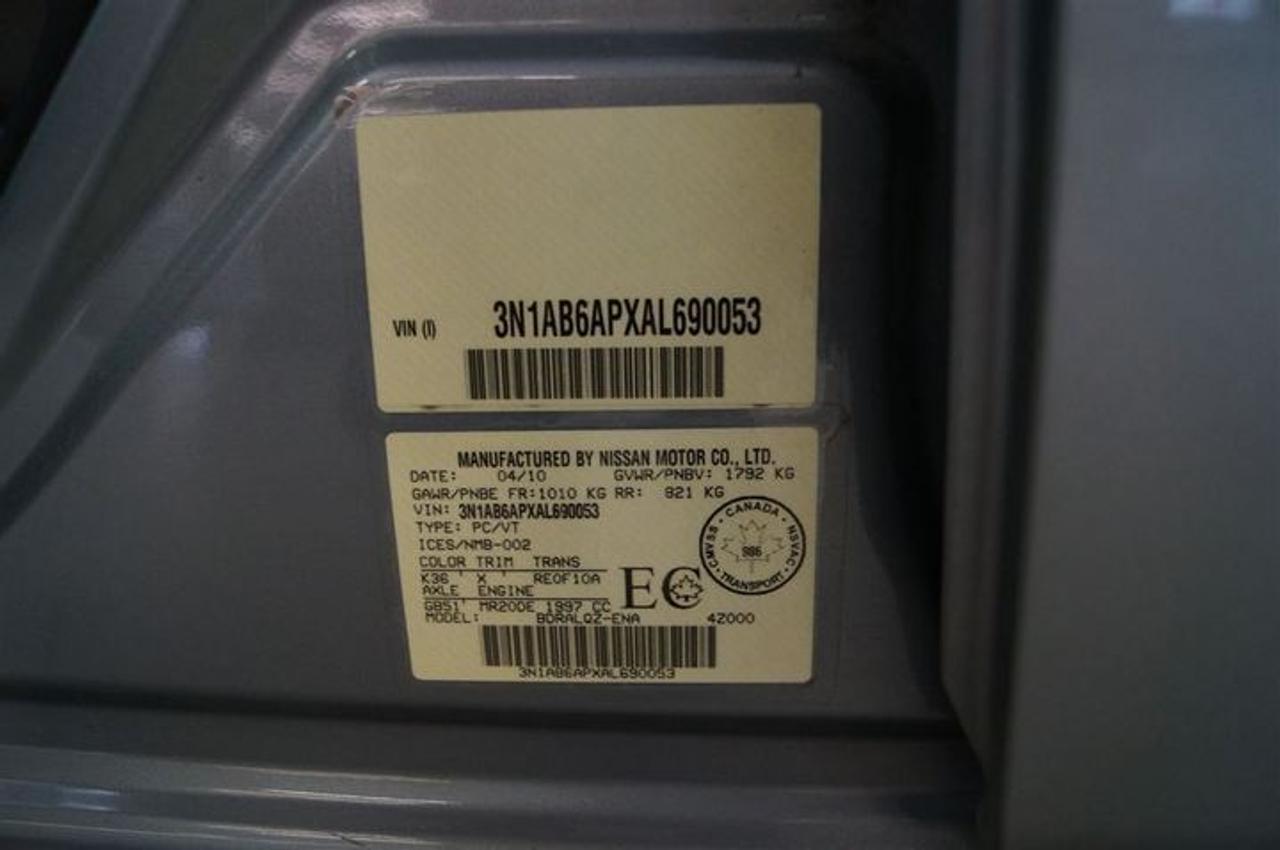 VIN (I) 3N1AB6APXAL690053
MANUFACTURED BY NISSAN MOTOR CO., LTD.
DATE: 04/10 GVWR/PNBV: 1792 KG
GAWR/PNBE FR:1010 KG RR: 821 KG
VIN: 3N1AB6APXAL690053
TYPE: PC/VT
ICES/NMB-002
COLOR TRIM TRANS
K36 X RE0F10A
AXLE ENGINE
GB51 MR20DE 1997 CC
MODEL: BDRALQZ-ENA 4Z000
EC
CANADA
CMVSS · NSVAC
986
TRANSPORT
3N1AB6APXAL690053